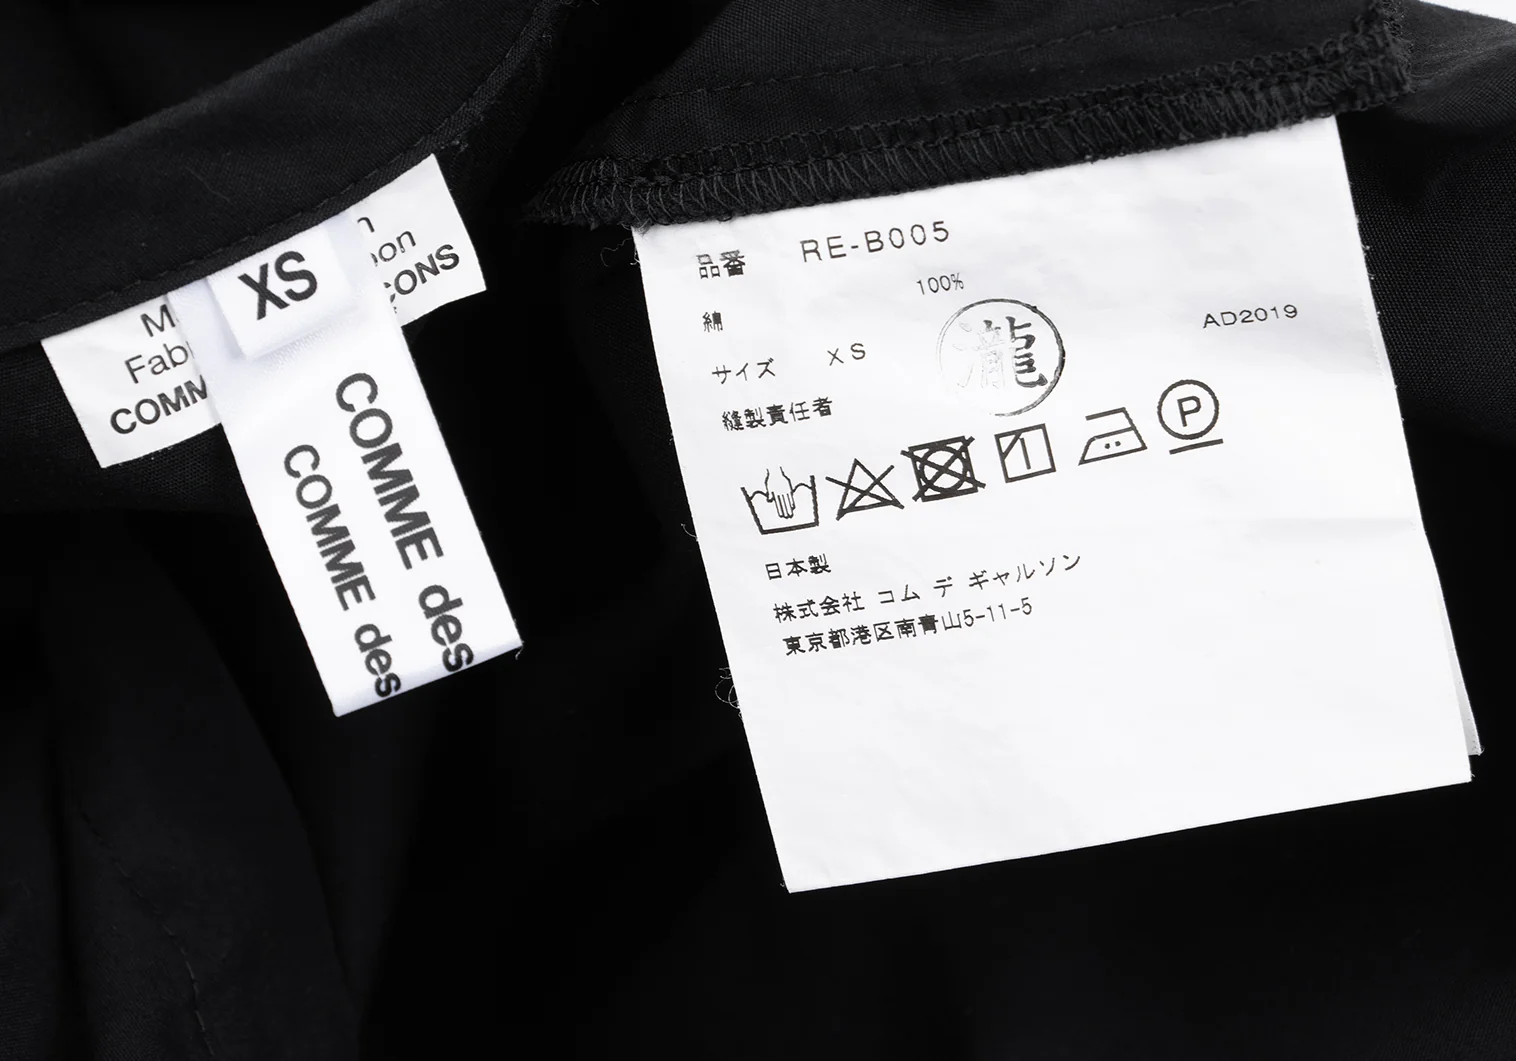 XS
COMME des
COMME des
on
CONS
Fab
COMM
品番 RE-B005
綿 100%
サイズ XS
AD2019
瀧
縫製責任者
1
P
日本製
株式会社 コム デ ギャルソン
東京都港区南青山5-11-5